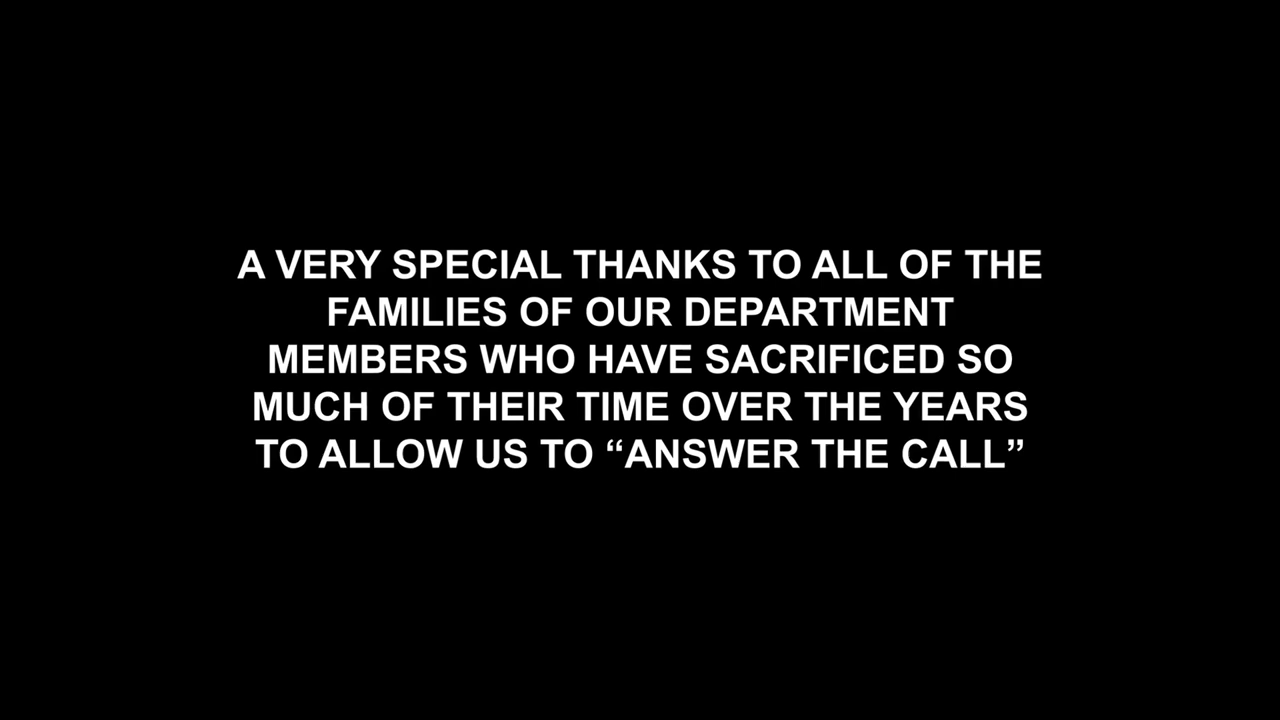 A VERY SPECIAL THANKS TO ALL OF THE
FAMILIES OF OUR DEPARTMENT
MEMBERS WHO HAVE SACRIFICED SO
MUCH OF THEIR TIME OVER THE YEARS
TO ALLOW US TO “ANSWER THE CALL”